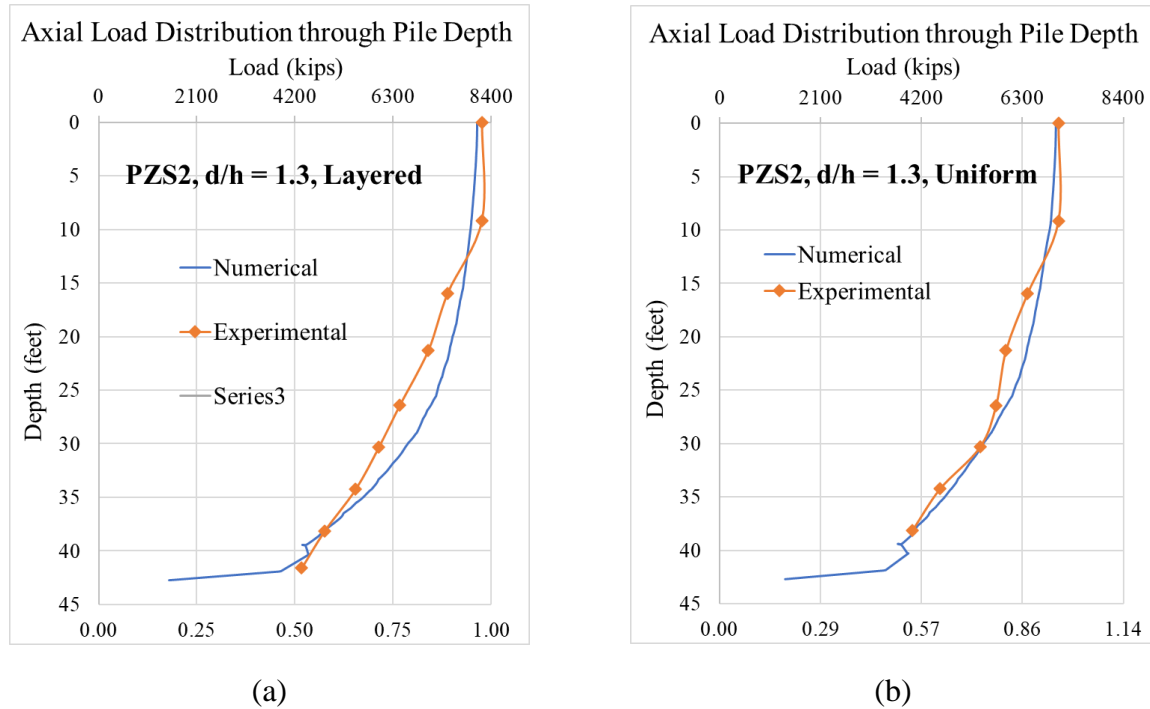 Axial Load Distribution through Pile Depth
Load (kips)
0 2100 4200 6300 8400
0
5
10
15
20
25
30
35
40
45
Depth (feet)
PZS2, d/h = 1.3, Layered
Numerical
Experimental
Series3
0.00 0.25 0.50 0.75 1.00
(a)
Axial Load Distribution through Pile Depth
Load (kips)
0 2100 4200 6300 8400
0
5
10
15
20
25
30
35
40
45
Depth (feet)
PZS2, d/h = 1.3, Uniform
Numerical
Experimental
0.00 0.29 0.57 0.86 1.14
(b)